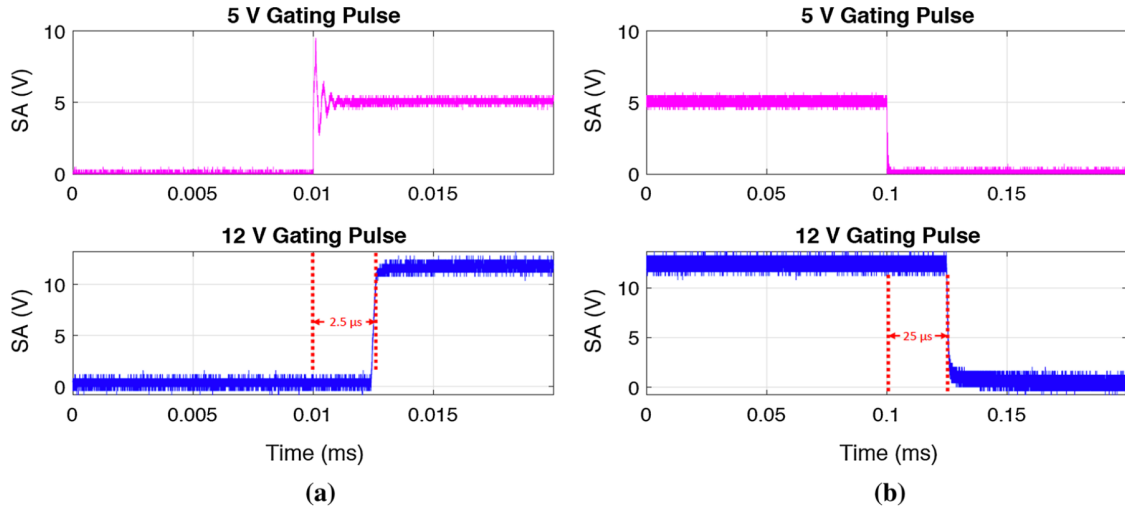 5 V Gating Pulse
SA (V)
10
5
0
0
0.005
0.01
0.015
12 V Gating Pulse
SA (V)
10
5
0
2.5 µs
0
0.005
0.01
0.015
Time (ms)
(a)
5 V Gating Pulse
SA (V)
10
5
0
0
0.05
0.1
0.15
12 V Gating Pulse
SA (V)
10
5
0
25 µs
0
0.05
0.1
0.15
Time (ms)
(b)